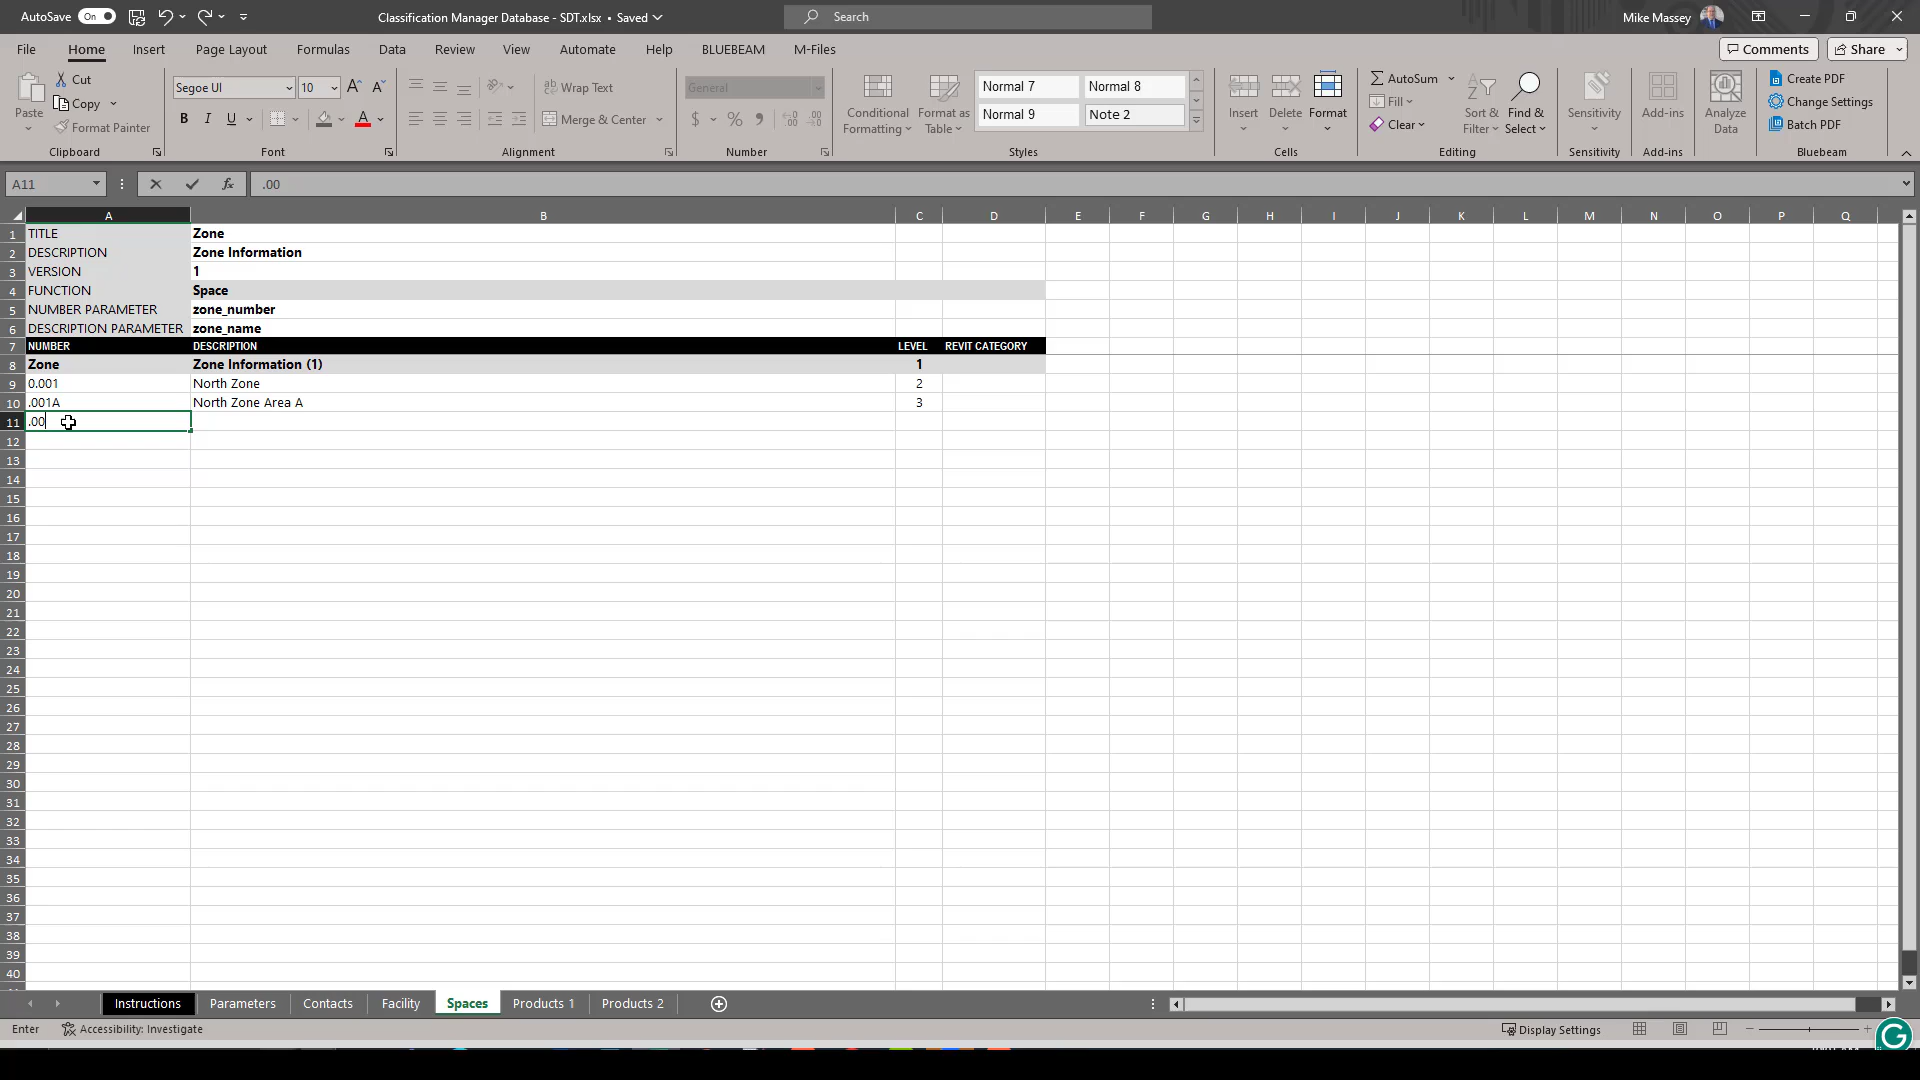 AutoSave On Classification Manager Database - SDT.xlsx • Saved Search Mike Massey
File Home Insert Page Layout Formulas Data Review View Automate Help BLUEBEAM M-Files Comments Share
Paste Cut Copy Format Painter Clipboard
Segoe UI 10 B I U Font
Wrap Text Merge & Center Alignment
General $ % Number
Conditional Formatting Format as Table Normal 7 Normal 8 Normal 9 Note 2 Styles
Insert Delete Format Cells
AutoSum Fill Clear Sort & Filter Find & Select Editing
Sensitivity Sensitivity
Add-ins Add-ins
Analyze Data
Create PDF Change Settings Batch PDF Bluebeam
A11 fx .00
A B C D E F G H I J K L M N O P Q
1 TITLE Zone
2 DESCRIPTION Zone Information
3 VERSION 1
4 FUNCTION Space
5 NUMBER PARAMETER zone_number
6 DESCRIPTION PARAMETER zone_name
7 NUMBER DESCRIPTION LEVEL REVIT CATEGORY
8 Zone Zone Information (1) 1
9 0.001 North Zone 2
10 .001A North Zone Area A 3
11 .00
12
13
14
15
16
17
18
19
20
21
22
23
24
25
26
27
28
29
30
31
32
33
34
35
36
37
38
39
40
Instructions Parameters Contacts Facility Spaces Products 1 Products 2
Enter Accessibility: Investigate Display Settings